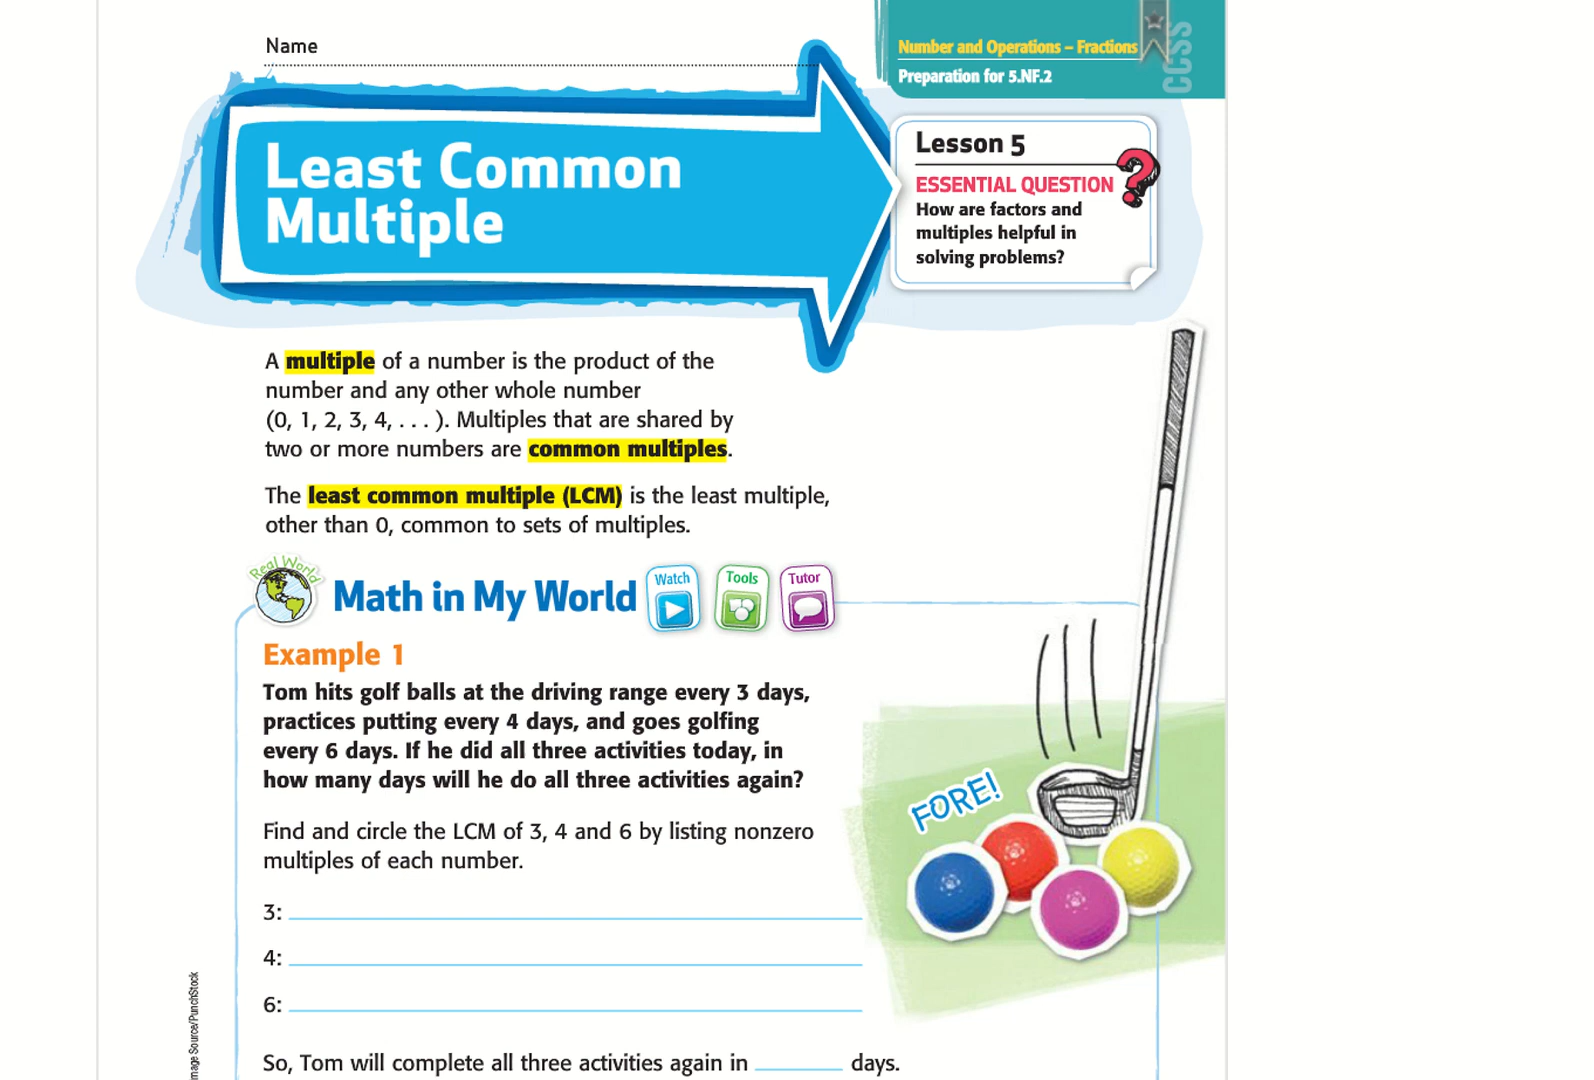 Name
Number and Operations – Fractions
Preparation for 5.NF.2
CCSS
Least Common
Multiple
Lesson 5
ESSENTIAL QUESTION
How are factors and
multiples helpful in
solving problems?
?
A multiple of a number is the product of the
number and any other whole number
(0, 1, 2, 3, 4, . . . ). Multiples that are shared by
two or more numbers are common multiples.
The least common multiple (LCM) is the least multiple,
other than 0, common to sets of multiples.
Real World
Math in My World
Watch
Tools
Tutor
Example 1
Tom hits golf balls at the driving range every 3 days,
practices putting every 4 days, and goes golfing
every 6 days. If he did all three activities today, in
how many days will he do all three activities again?
FORE!
Find and circle the LCM of 3, 4 and 6 by listing nonzero
multiples of each number.
3:
4:
6:
So, Tom will complete all three activities again in ______ days.
mage Source/PunchStock